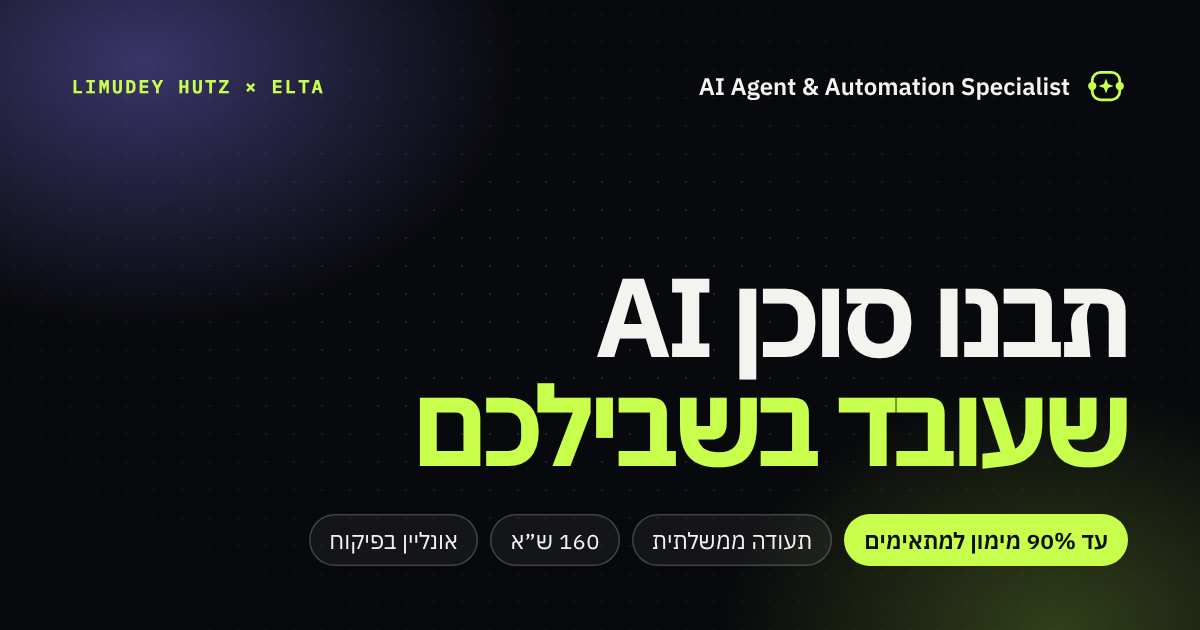 AI Agent & Automation Specialist
LIMUDEY HUTZ × ELTA
תבנו סוכן AI
שעובד בשבילכם
עד 90% מימון למתאימים
תעודה ממשלתית
160 ש״א
אונליין בפיקוח